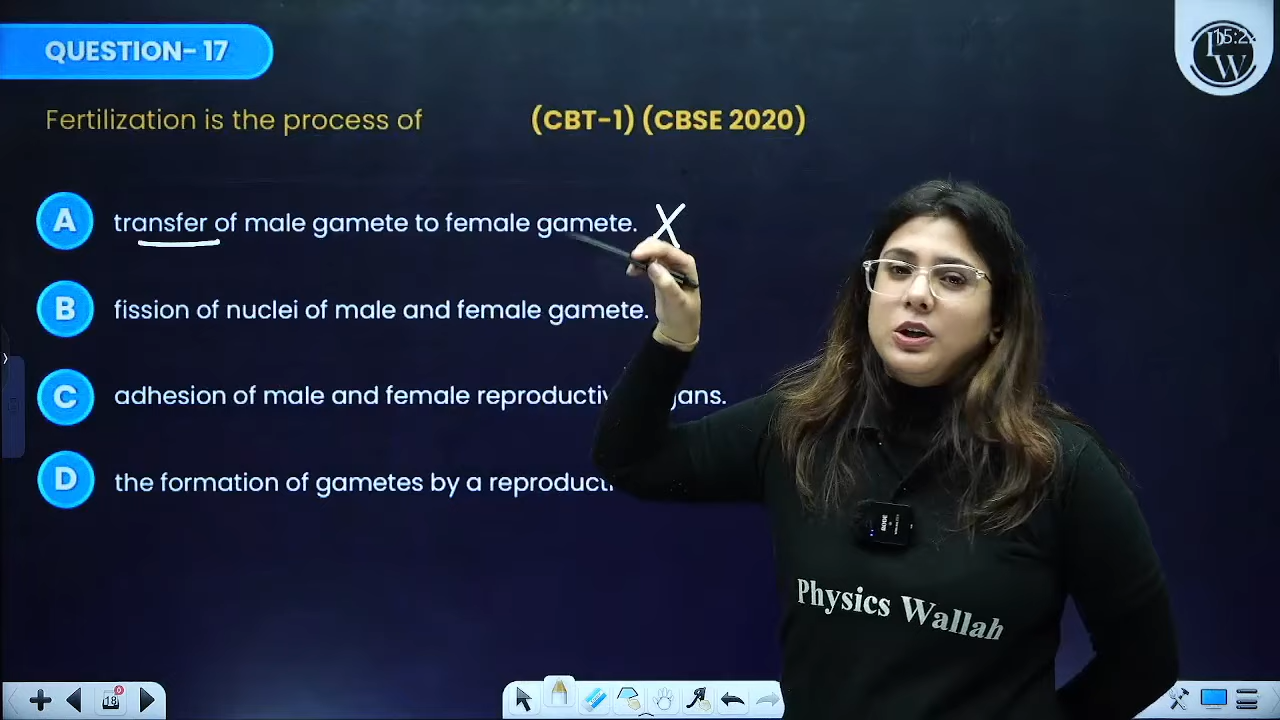 QUESTION- 17
Fertilization is the process of (CBT-1) (CBSE 2020)
A transfer of male gamete to female gamete. X
B fission of nuclei of male and female gamete.
C adhesion of male and female
D the formation of gametes by a
Physics Wallah
PW
18